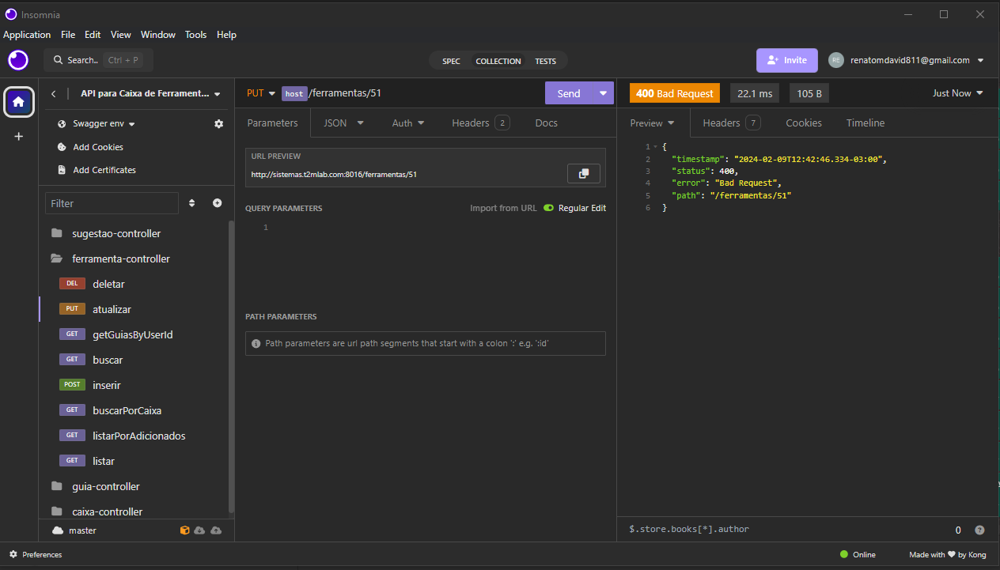 Insomnia
Application File Edit View Window Tools Help
Search.. Ctrl + P
SPEC COLLECTION TESTS
Invite
RE renatomdavid811@gmail.com
API para Caixa de Ferrament...
Swagger env
Add Cookies
Add Certificates
Filter
sugestao-controller
ferramenta-controller
DEL deletar
PUT atualizar
GET getGuiasByUserId
GET buscar
POST inserir
GET buscarPorCaixa
GET listarPorAdicionados
GET listar
guia-controller
caixa-controller
master
PUT host/ferramentas/51 Send
Parameters JSON Auth Headers 2 Docs
URL PREVIEW
http://sistemas.t2mlab.com:8016/ferramentas/51
QUERY PARAMETERS Import from URL Regular Edit
1
PATH PARAMETERS
Path parameters are url path segments that start with a colon ':' e.g. ':id'
400 Bad Request 22.1 ms 105 B Just Now
Preview Headers 7 Cookies Timeline
1 {
2 "timestamp": "2024-02-09T12:42:46.334-03:00",
3 "status": 400,
4 "error": "Bad Request",
5 "path": "/ferramentas/51"
6 }
$.store.books[*].author 0 ?
Preferences Online Made with ❤ by Kong